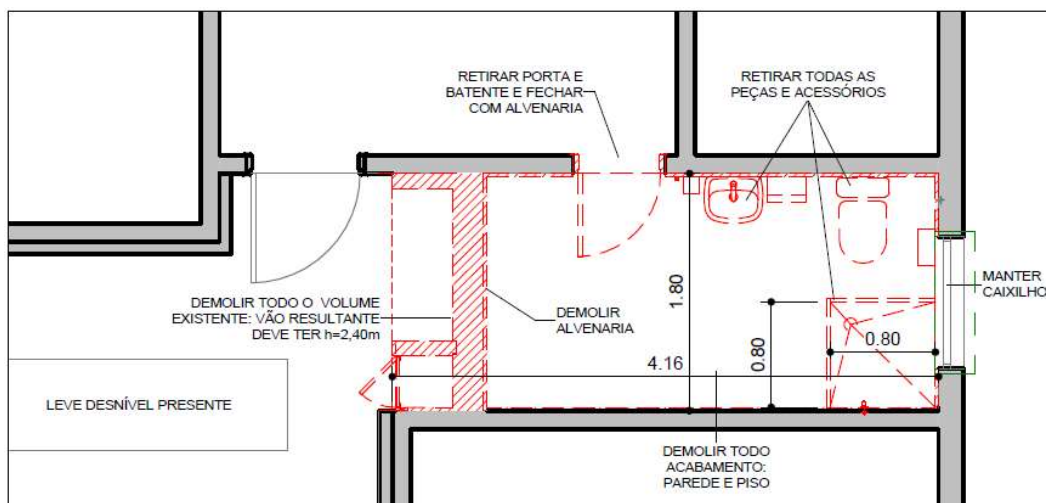 RETIRAR PORTA E
BATENTE E FECHAR
COM ALVENARIA
RETIRAR TODAS AS
PEÇAS E ACESSÓRIOS
MANTER
CAIXILHO
DEMOLIR TODO O VOLUME
EXISTENTE: VÃO RESULTANTE
DEVE TER h=2,40m
DEMOLIR
ALVENARIA
1.80
0.80
0.80
4.16
LEVE DESNÍVEL PRESENTE
DEMOLIR TODO
ACABAMENTO:
PAREDE E PISO